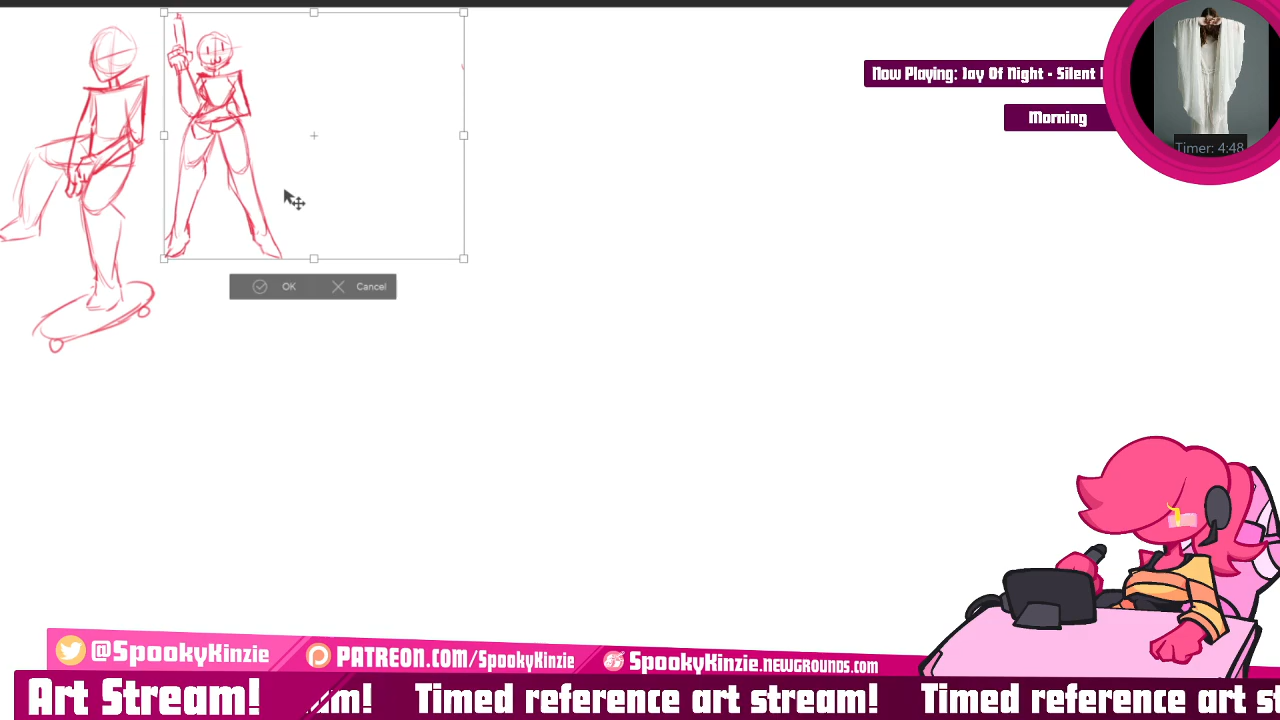 Now Playing: Jay Of Night - Silent
Morning
Timer: 4:48
OK
Cancel
@SpookyKinzie
PATREON.COM/SpookyKinzie
SpookyKinzie.NEWGROUNDS.COM
Art Stream!
am! Timed reference art stream! Timed reference art st